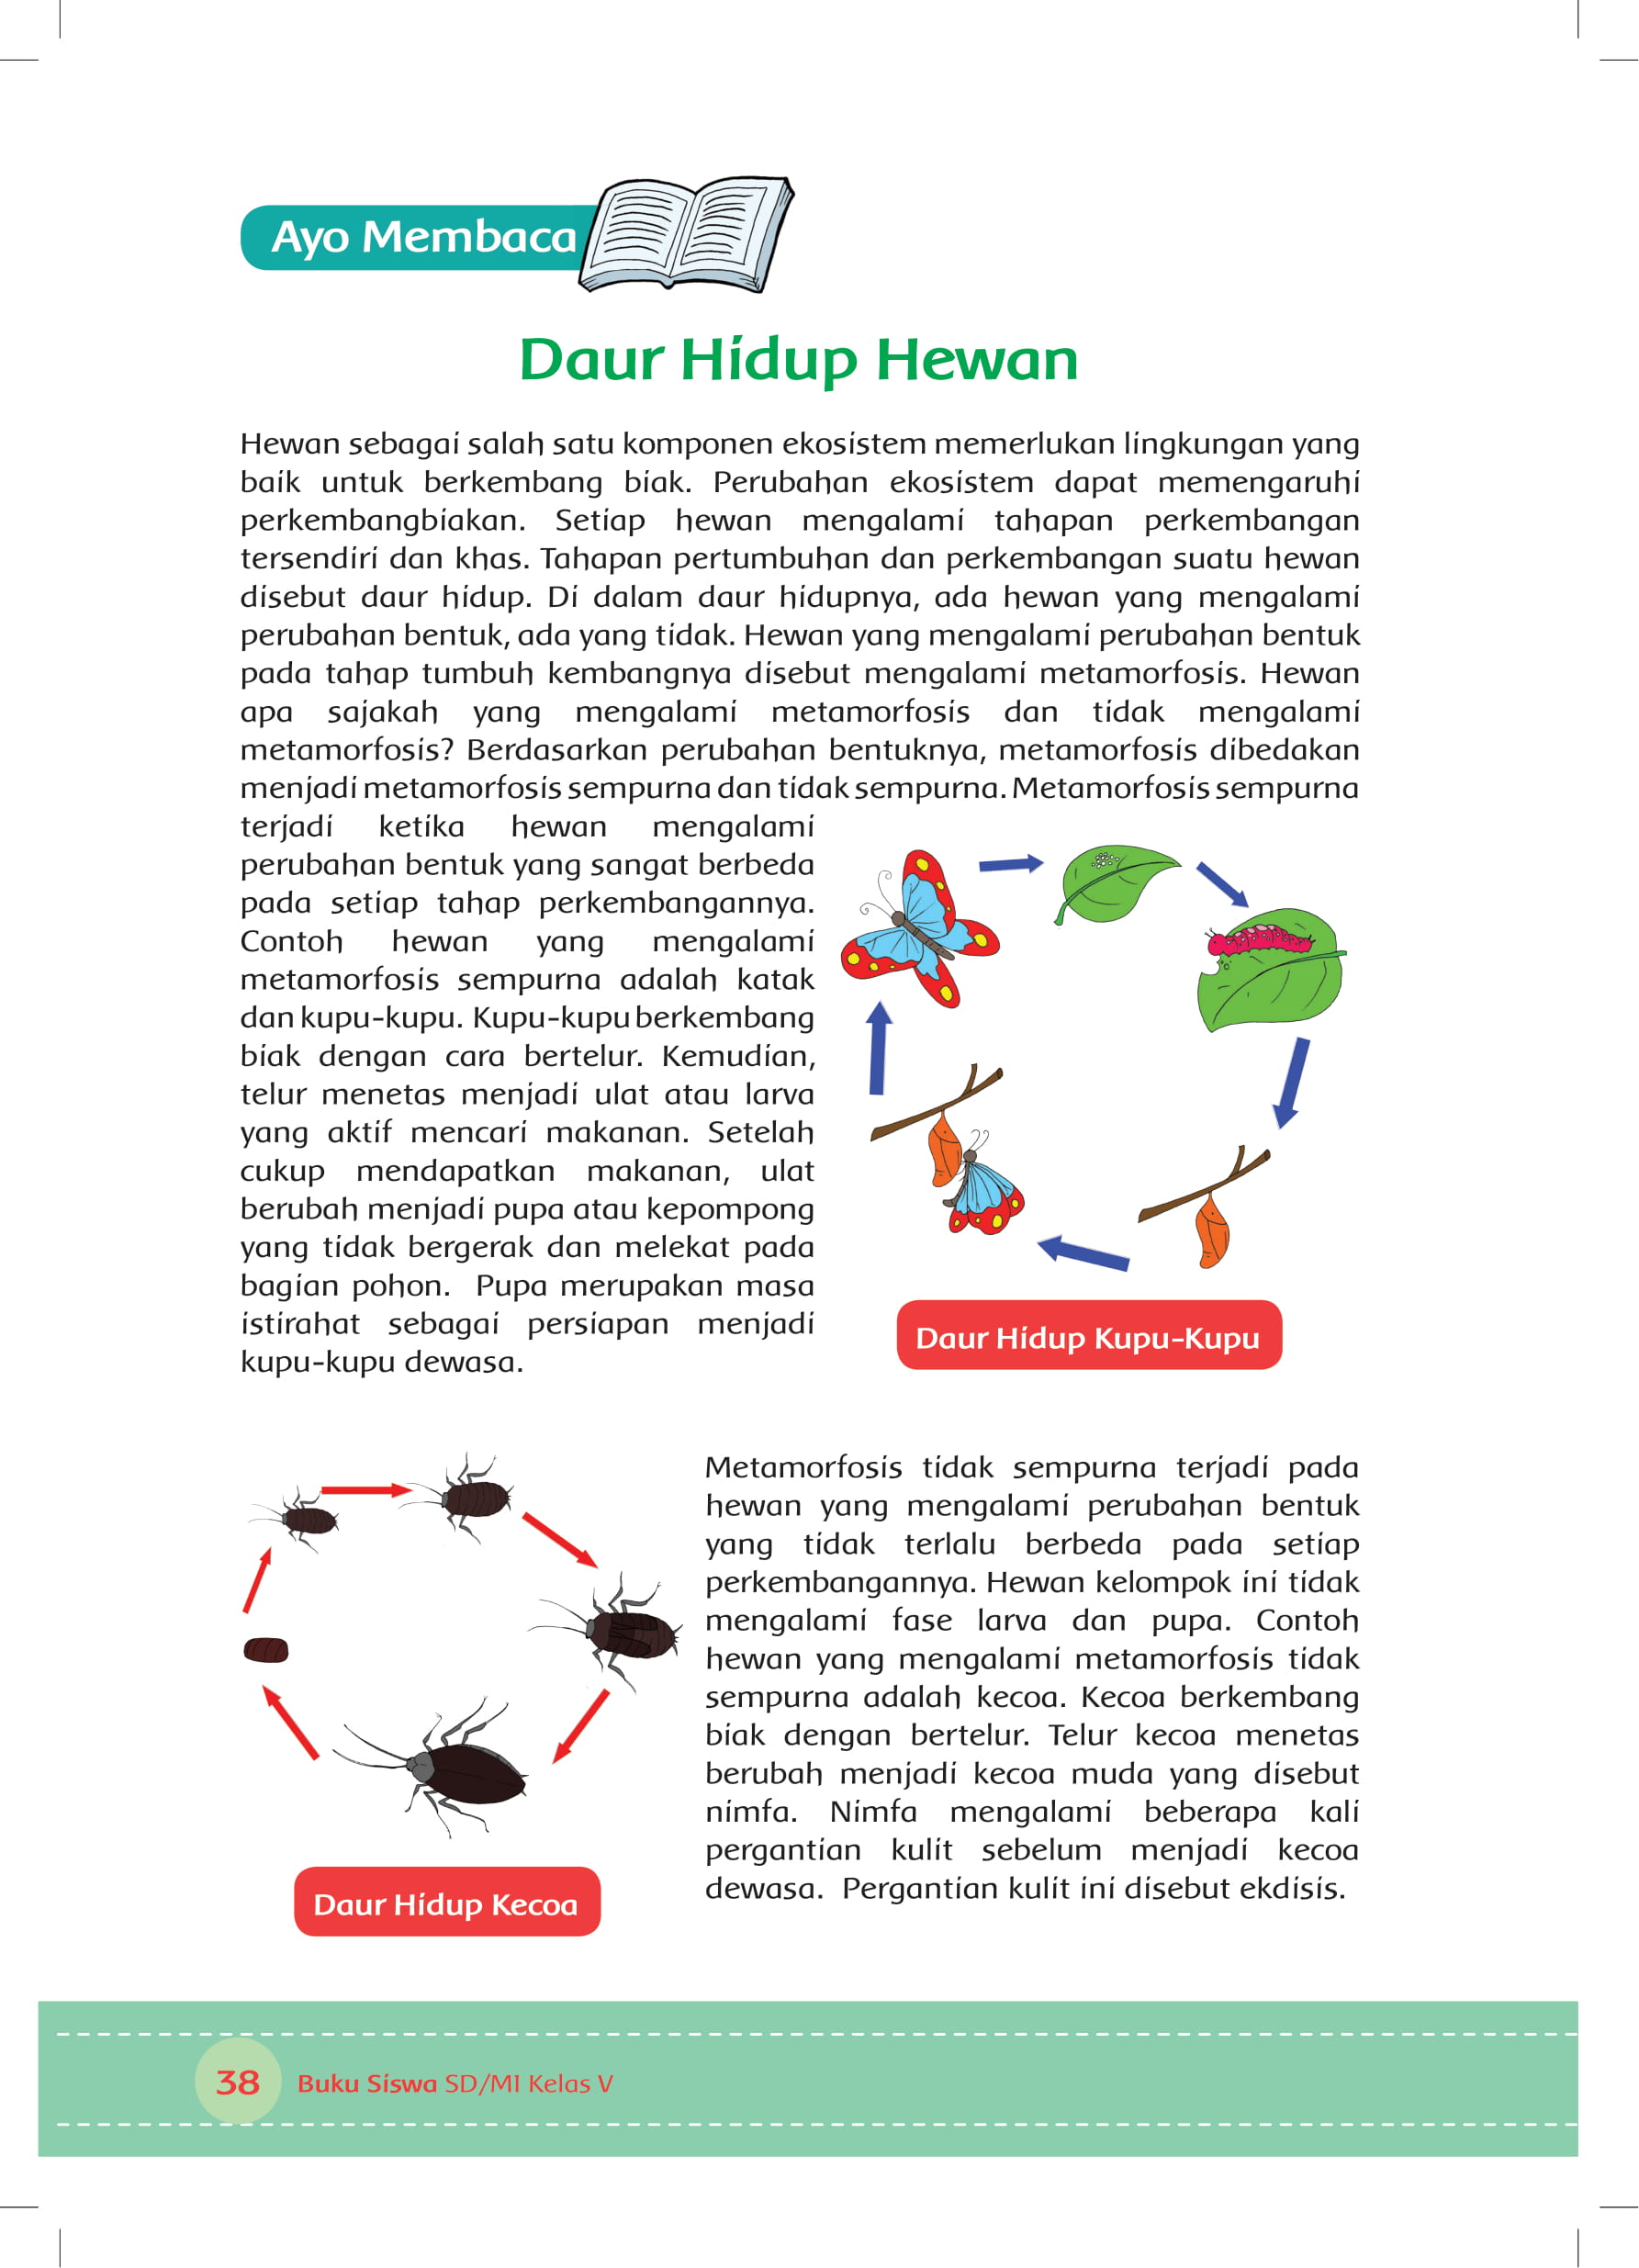 Ayo Membaca
Daur Hidup Hewan
Hewan sebagai salah satu komponen ekosistem memerlukan lingkungan yang
baik untuk berkembang biak. Perubahan ekosistem dapat memengaruhi
perkembangbiakan. Setiap hewan mengalami tahapan perkembangan
tersendiri dan khas. Tahapan pertumbuhan dan perkembangan suatu hewan
disebut daur hidup. Di dalam daur hidupnya, ada hewan yang mengalami
perubahan bentuk, ada yang tidak. Hewan yang mengalami perubahan bentuk
pada tahap tumbuh kembangnya disebut mengalami metamorfosis. Hewan
apa sajakah yang mengalami metamorfosis dan tidak mengalami
metamorfosis? Berdasarkan perubahan bentuknya, metamorfosis dibedakan
menjadi metamorfosis sempurna dan tidak sempurna. Metamorfosis sempurna
terjadi ketika hewan mengalami
perubahan bentuk yang sangat berbeda
pada setiap tahap perkembangannya.
Contoh hewan yang mengalami
metamorfosis sempurna adalah katak
dan kupu-kupu. Kupu-kupu berkembang
biak dengan cara bertelur. Kemudian,
telur menetas menjadi ulat atau larva
yang aktif mencari makanan. Setelah
cukup mendapatkan makanan, ulat
berubah menjadi pupa atau kepompong
yang tidak bergerak dan melekat pada
bagian pohon. Pupa merupakan masa
istirahat sebagai persiapan menjadi
kupu-kupu dewasa.
Daur Hidup Kupu-Kupu
Metamorfosis tidak sempurna terjadi pada
hewan yang mengalami perubahan bentuk
yang tidak terlalu berbeda pada setiap
perkembangannya. Hewan kelompok ini tidak
mengalami fase larva dan pupa. Contoh
hewan yang mengalami metamorfosis tidak
sempurna adalah kecoa. Kecoa berkembang
biak dengan bertelur. Telur kecoa menetas
berubah menjadi kecoa muda yang disebut
nimfa. Nimfa mengalami beberapa kali
pergantian kulit sebelum menjadi kecoa
dewasa. Pergantian kulit ini disebut ekdisis.
Daur Hidup Kecoa
38 Buku Siswa SD/MI Kelas V